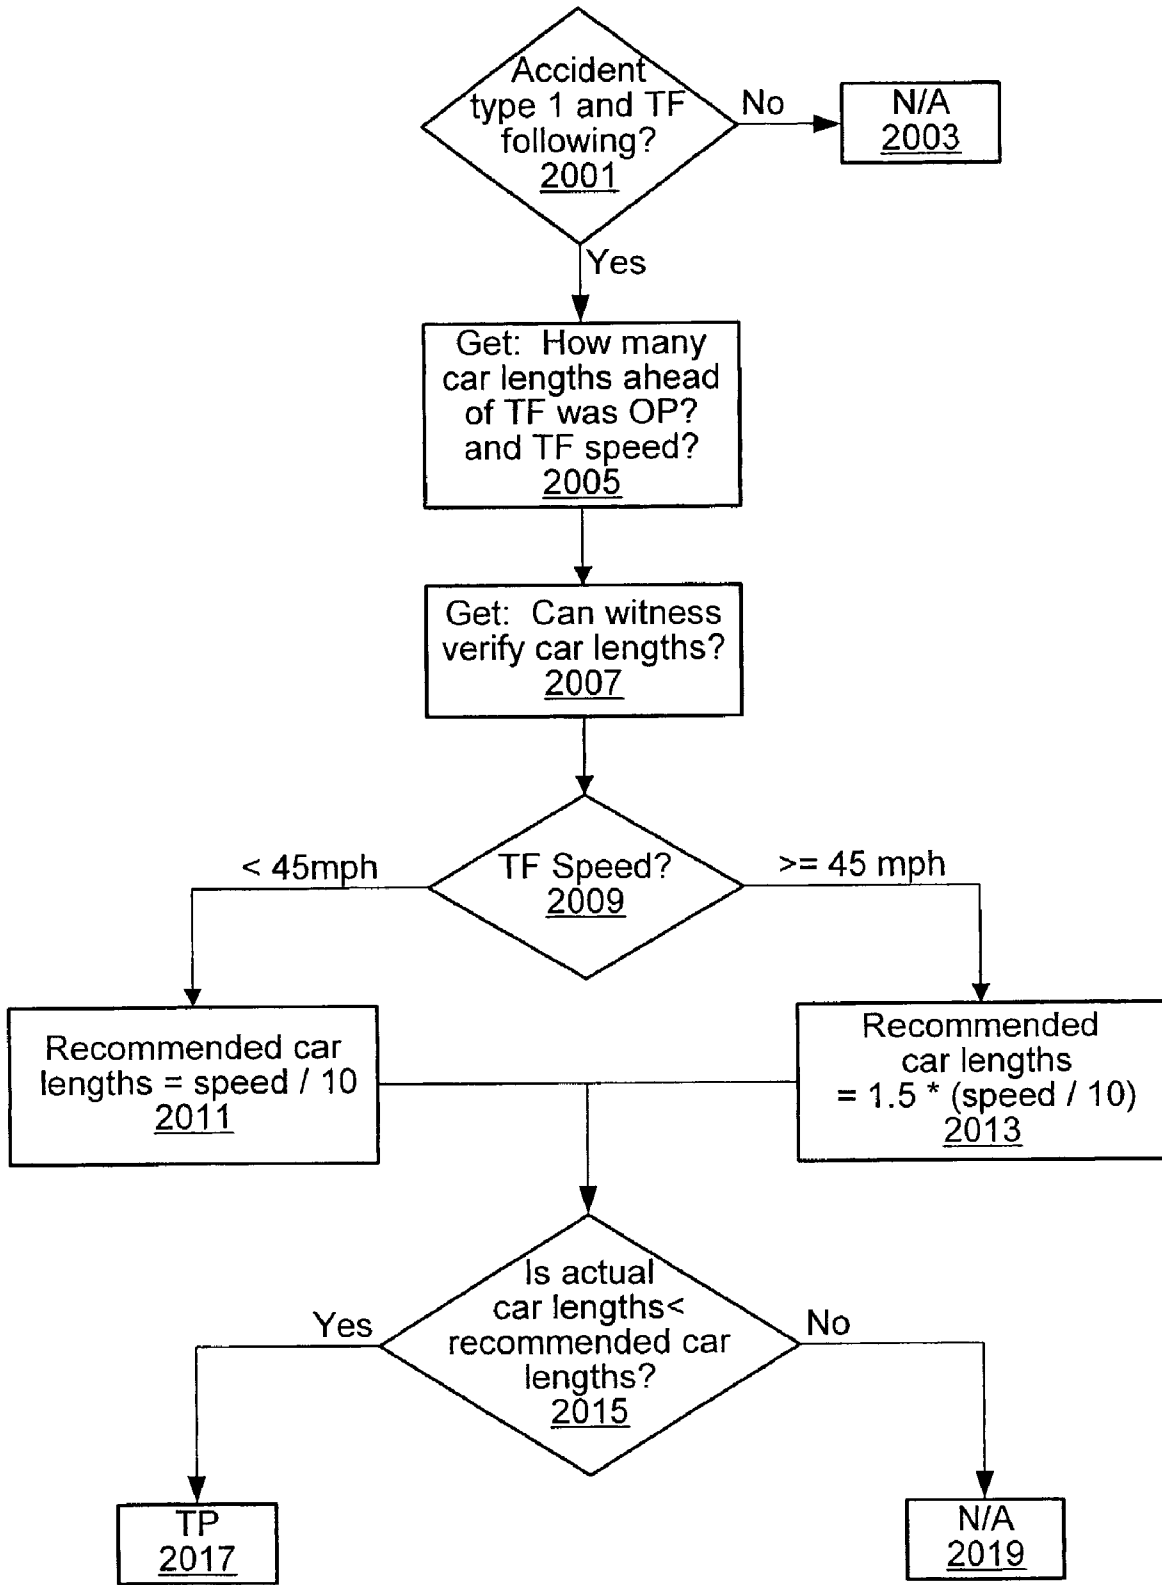 Accident
type 1 and TF
following?
2001
No
N/A
2003
Yes
Get: How many
car lengths ahead
of TF was OP?
and TF speed?
2005
Get: Can witness
verify car lengths?
2007
< 45mph
TF Speed?
2009
>= 45 mph
Recommended car
lengths = speed / 10
2011
Recommended
car lengths
= 1.5 * (speed / 10)
2013
Is actual
car lengths<
recommended car
lengths?
2015
Yes
No
TP
2017
N/A
2019